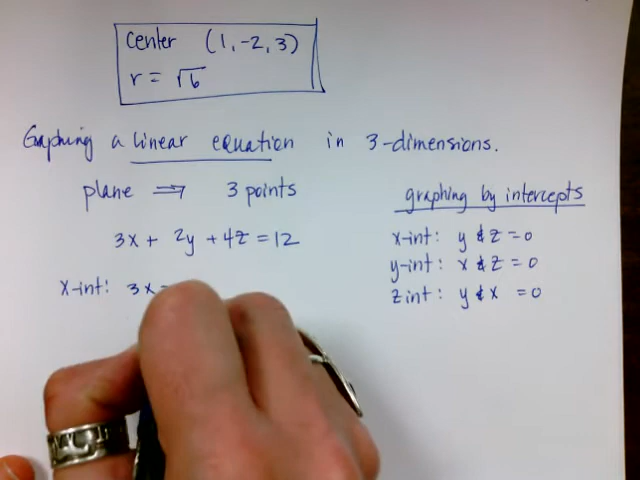 center (1,-2,3)
r = √6
Graphing a linear equation in 3-dimensions.
plane ⇒ 3 points
3x + 2y + 4z = 12
x-int: 3x =
graphing by intercepts
x-int: y & z = 0
y-int: x & z = 0
z int: y & x = 0